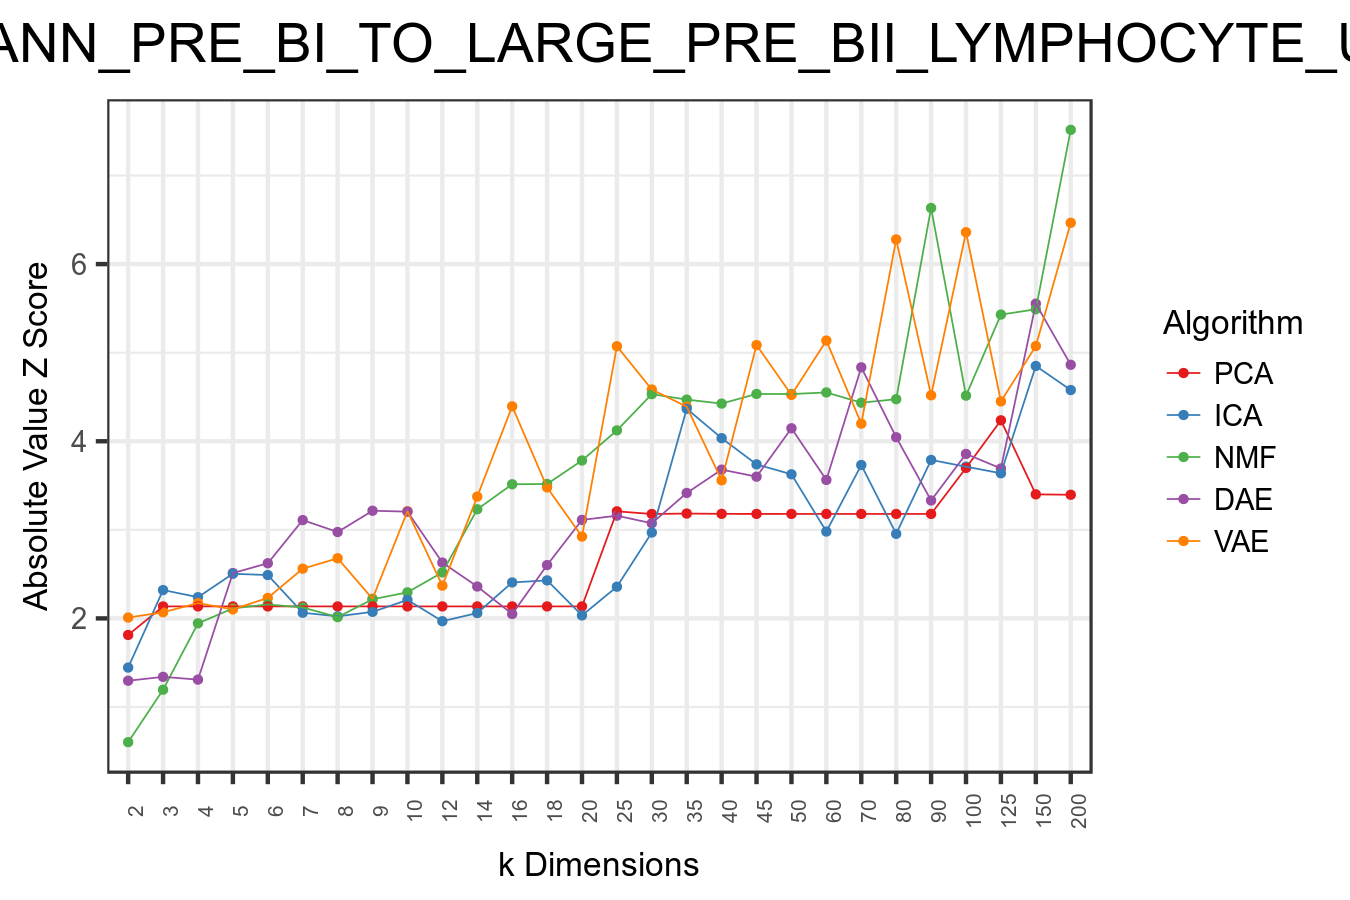 ANN_PRE_BI_TO_LARGE_PRE_BII_LYMPHOCYTE_U
Absolute Value Z Score
6
4
2
2 3 4 5 6 7 8 9 10 12 14 16 18 20 25 30 35 40 45 50 60 70 80 90 100 125 150 200
k Dimensions
Algorithm
PCA
ICA
NMF
DAE
VAE